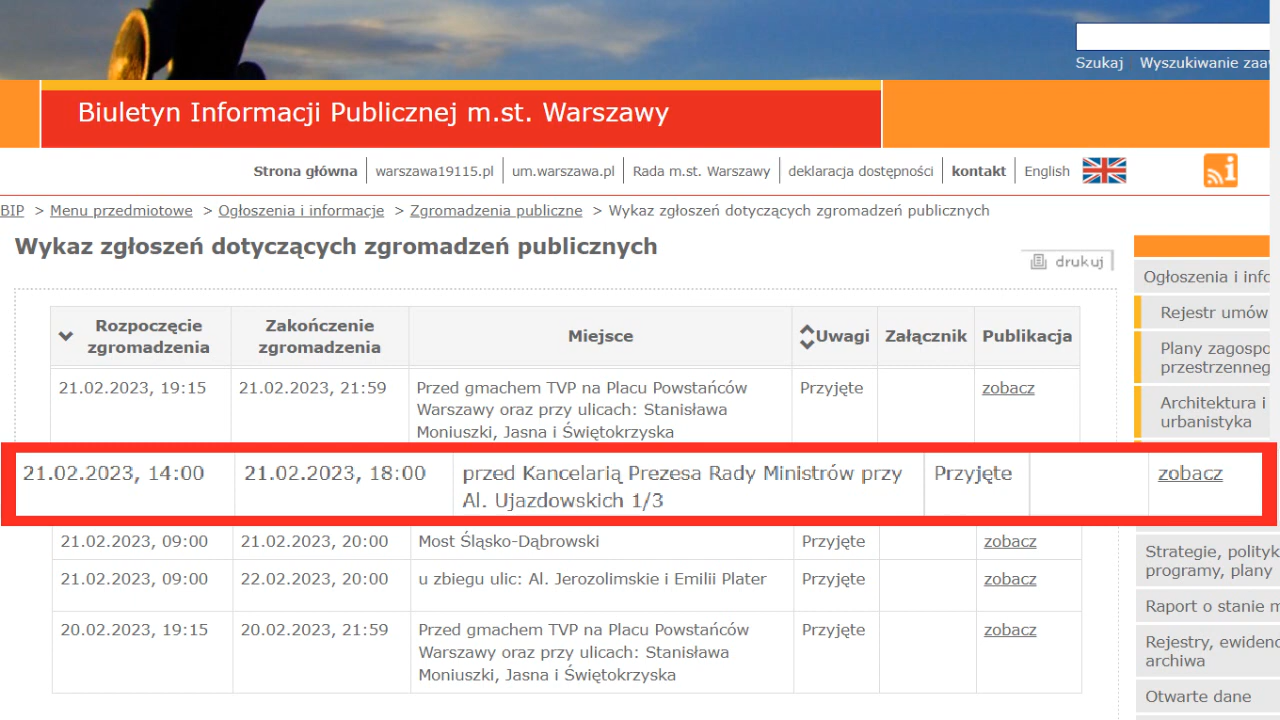 Szukaj Wyszukiwanie
Biuletyn Informacji Publicznej m.st. Warszawy
Strona główna warszawa19115.pl um.warszawa.pl Rada m.st. Warszawy deklaracja dostępności kontakt English
BIP > Menu przedmiotowe > Ogłoszenia i informacje > Zgromadzenia publiczne > Wykaz zgłoszeń dotyczących zgromadzeń publicznych
Wykaz zgłoszeń dotyczących zgromadzeń publicznych
drukuj
Rozpoczęcie
zgromadzenia
Zakończenie
zgromadzenia
Miejsce
Uwagi
Załącznik
Publikacja
21.02.2023, 19:15 21.02.2023, 21:59 Przed gmachem TVP na Placu Powstańców Przyjęte zobacz
Warszawy oraz przy ulicach: Stanisława
Moniuszki, Jasna i Świętokrzyska
21.02.2023, 14:00 21.02.2023, 18:00 przed Kancelarią Prezesa Rady Ministrów przy Przyjęte zobacz
Al. Ujazdowskich 1/3
21.02.2023, 09:00 21.02.2023, 20:00 Most Śląsko-Dąbrowski Przyjęte zobacz
21.02.2023, 09:00 22.02.2023, 20:00 u zbiegu ulic: Al. Jerozolimskie i Emilii Plater Przyjęte zobacz
20.02.2023, 19:15 20.02.2023, 21:59 Przed gmachem TVP na Placu Powstańców Przyjęte zobacz
Warszawy oraz przy ulicach: Stanisława
Moniuszki, Jasna i Świętokrzyska
Ogłoszenia i
Rejestr umów
Plany
Architektura i
urbanistyka
Strategie,
programy, plany
Raport o stanie
Rejestry,
archiwa
Otwarte dane